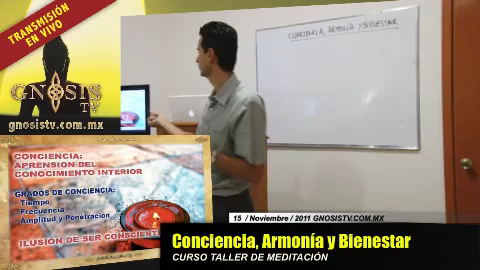 TRANSMISIÓN
EN VIVO
GNOSIS
TV
gnosistv.com.mx
CONCIENCIA, ARMONÍA Y BIENESTAR
CONCIENCIA:
APRENSION DEL
CONOCIMIENTO INTERIOR
GRADOS DE CONCIENCIA:
- Tiempo
- Frecuencia
- Amplitud y Penetración
ILUSIÓN DE SER CONSCIENTE
15 / Noviembre / 2011 GNOSISTV.COM.MX
Conciencia, Armonía y Bienestar
CURSO TALLER DE MEDITACIÓN